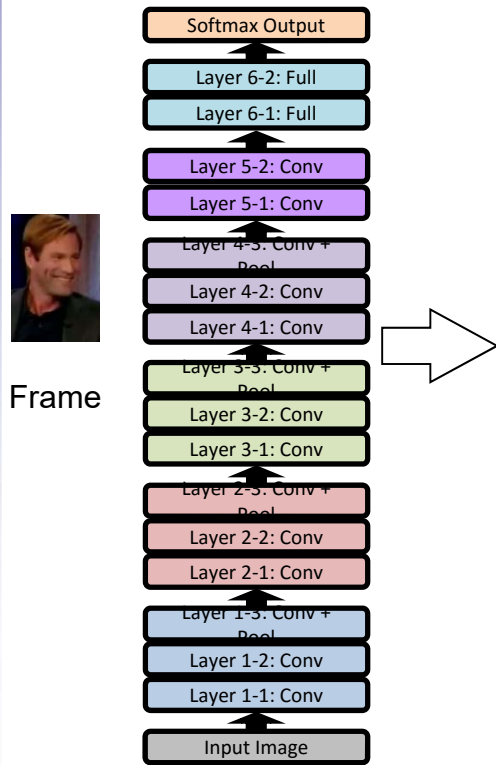 Softmax Output
Layer 6-2: Full
Layer 6-1: Full
Layer 5-2: Conv
Layer 5-1: Conv
Layer 4-3: Conv +
Pool
Layer 4-2: Conv
Layer 4-1: Conv
Frame
Layer 3-3: Conv +
Pool
Layer 3-2: Conv
Layer 3-1: Conv
Layer 2-3: Conv +
Pool
Layer 2-2: Conv
Layer 2-1: Conv
Layer 1-3: Conv +
Pool
Layer 1-2: Conv
Layer 1-1: Conv
Input Image